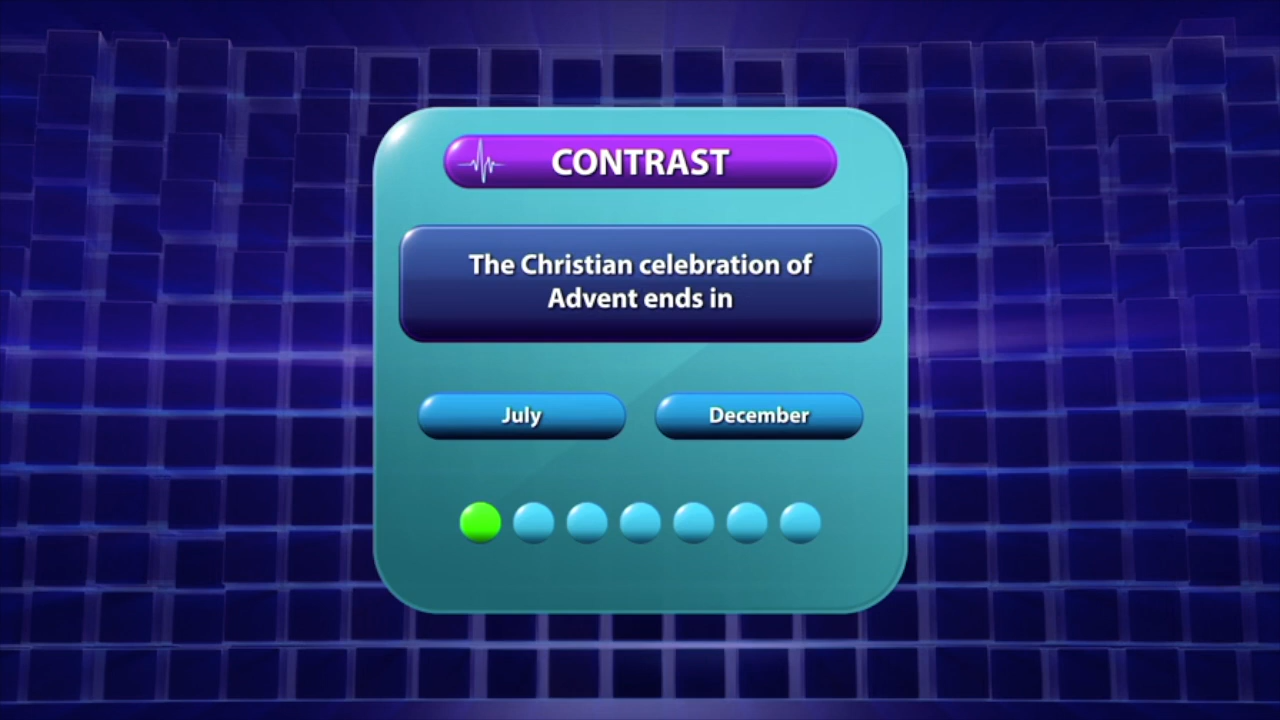 CONTRAST
The Christian celebration of
Advent ends in
July
December